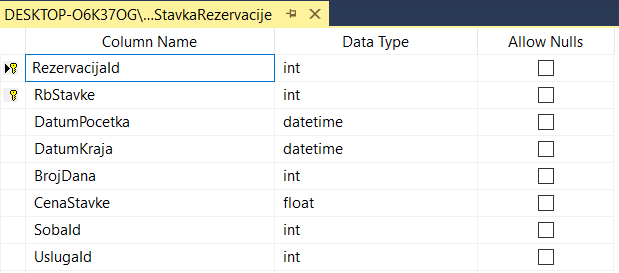 DESKTOP-O6K37OG\...StavkaRezervacije
Column Name Data Type Allow Nulls
RezervacijaId int
RbStavke int
DatumPocetka datetime
DatumKraja datetime
BrojDana int
CenaStavke float
SobaId int
UslugaId int